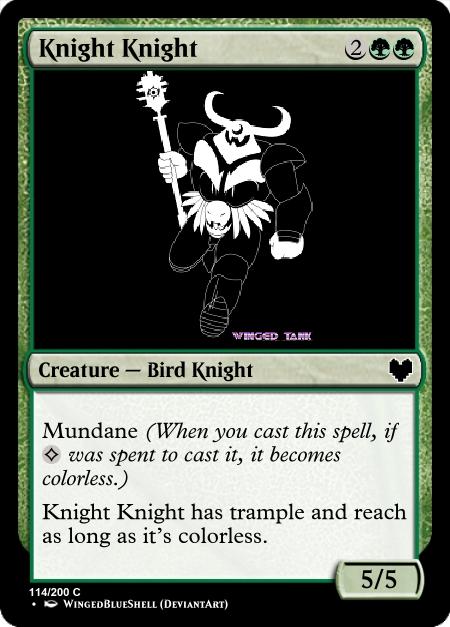 Knight Knight 2
WINGED TANK
Creature — Bird Knight
Mundane (When you cast this spell, if
was spent to cast it, it becomes
colorless.)
Knight Knight has trample and reach
as long as it's colorless.
5/5
114/200 C
• WingedBlueShell (DeviantArt)